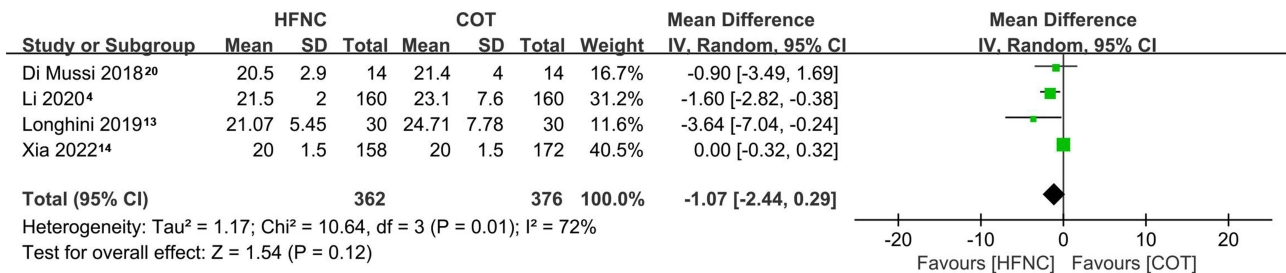 HFNC COT Mean Difference Mean Difference
Study or Subgroup Mean SD Total Mean SD Total Weight IV, Random, 95% CI IV, Random, 95% CI
Di Mussi 2018²⁰ 20.5 2.9 14 21.4 4 14 16.7% -0.90 [-3.49, 1.69]
Li 2020⁴ 21.5 2 160 23.1 7.6 160 31.2% -1.60 [-2.82, -0.38]
Longhini 2019¹³ 21.07 5.45 30 24.71 7.78 30 11.6% -3.64 [-7.04, -0.24]
Xia 2022¹⁴ 20 1.5 158 20 1.5 172 40.5% 0.00 [-0.32, 0.32]
Total (95% CI) 362 376 100.0% -1.07 [-2.44, 0.29]
Heterogeneity: Tau² = 1.17; Chi² = 10.64, df = 3 (P = 0.01); I² = 72%
Test for overall effect: Z = 1.54 (P = 0.12)
-20 -10 0 10 20
Favours [HFNC] Favours [COT]